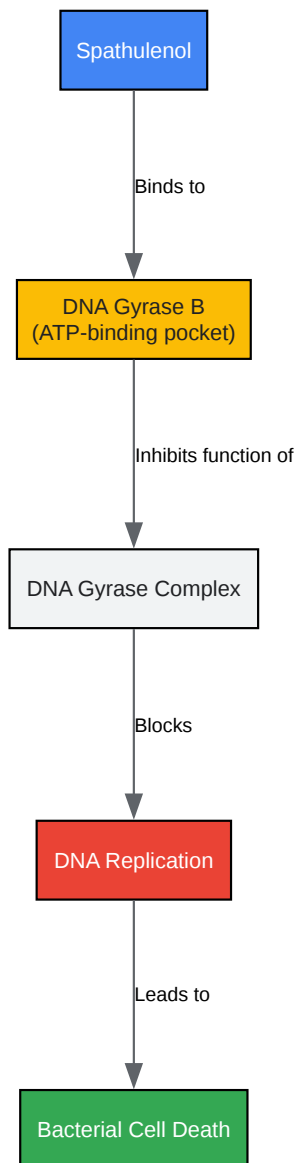 Spathulenol
Binds to
DNA Gyrase B
(ATP-binding pocket)
Inhibits function of
DNA Gyrase Complex
Blocks
DNA Replication
Leads to
Bacterial Cell Death